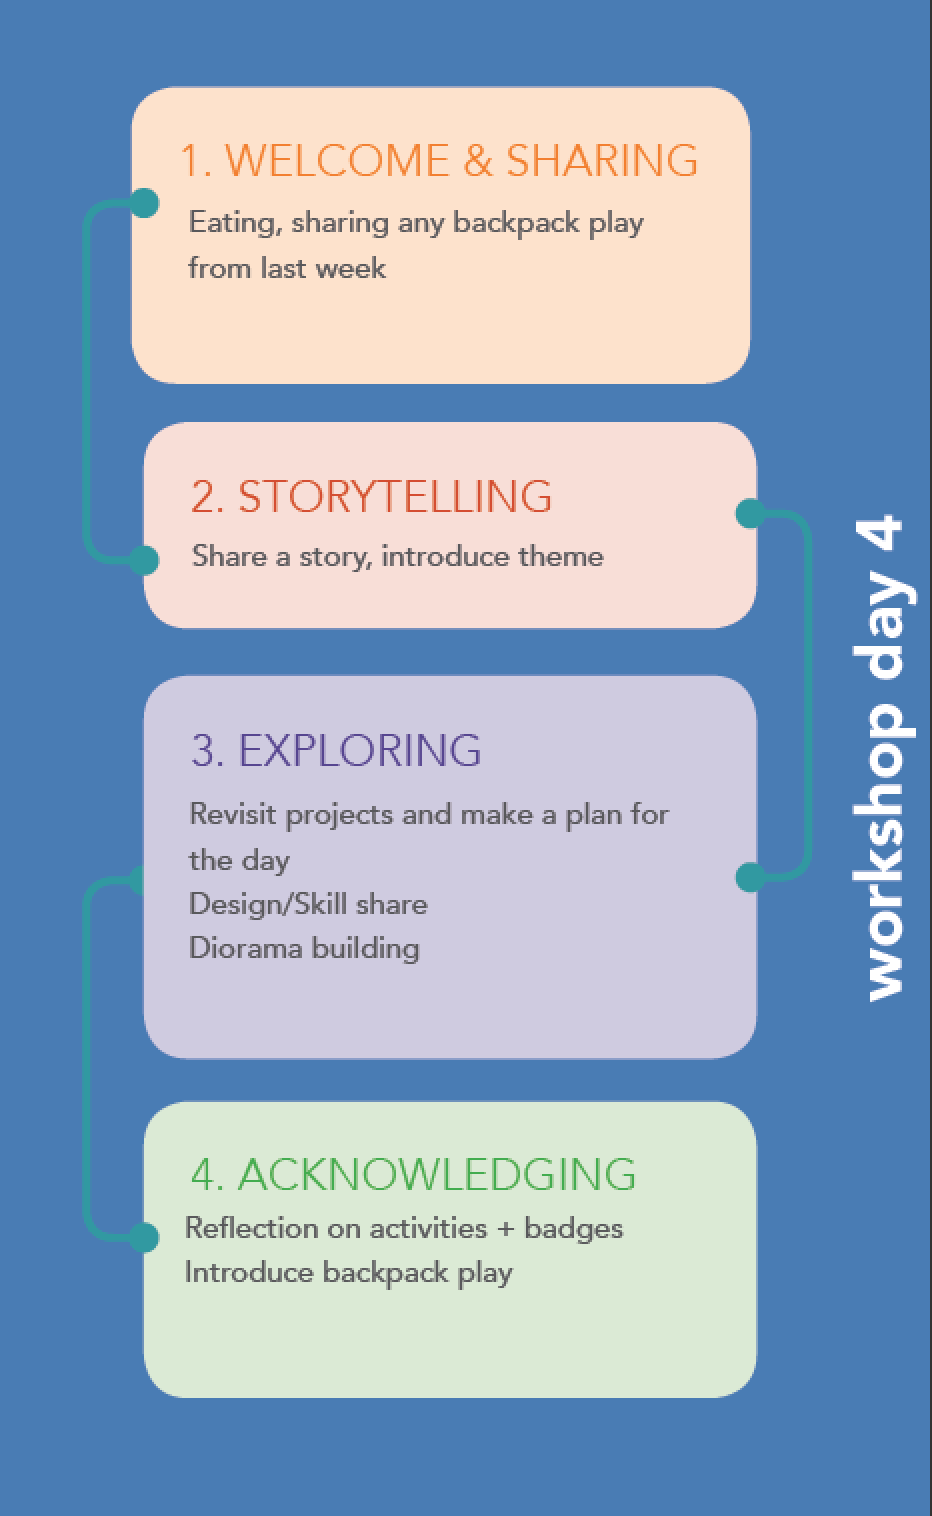 1. WELCOME & SHARING
Eating, sharing any backpack play
from last week
2. STORYTELLING
Share a story, introduce theme
3. EXPLORING
Revisit projects and make a plan for
the day
Design/Skill share
Diorama building
4. ACKNOWLEDGING
Reflection on activities + badges
Introduce backpack play
workshop day 4